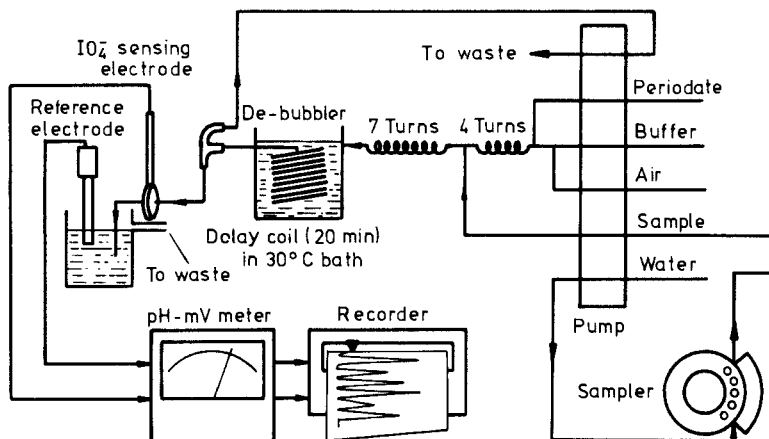 IO4̄ sensing
electrode
Reference
electrode
De-bubbler
7 Turns
4 Turns
To waste
Periodate
Buffer
Air
Sample
Water
Delay coil (20 min)
in 30°C bath
To waste
pH-mV meter
Recorder
Pump
Sampler